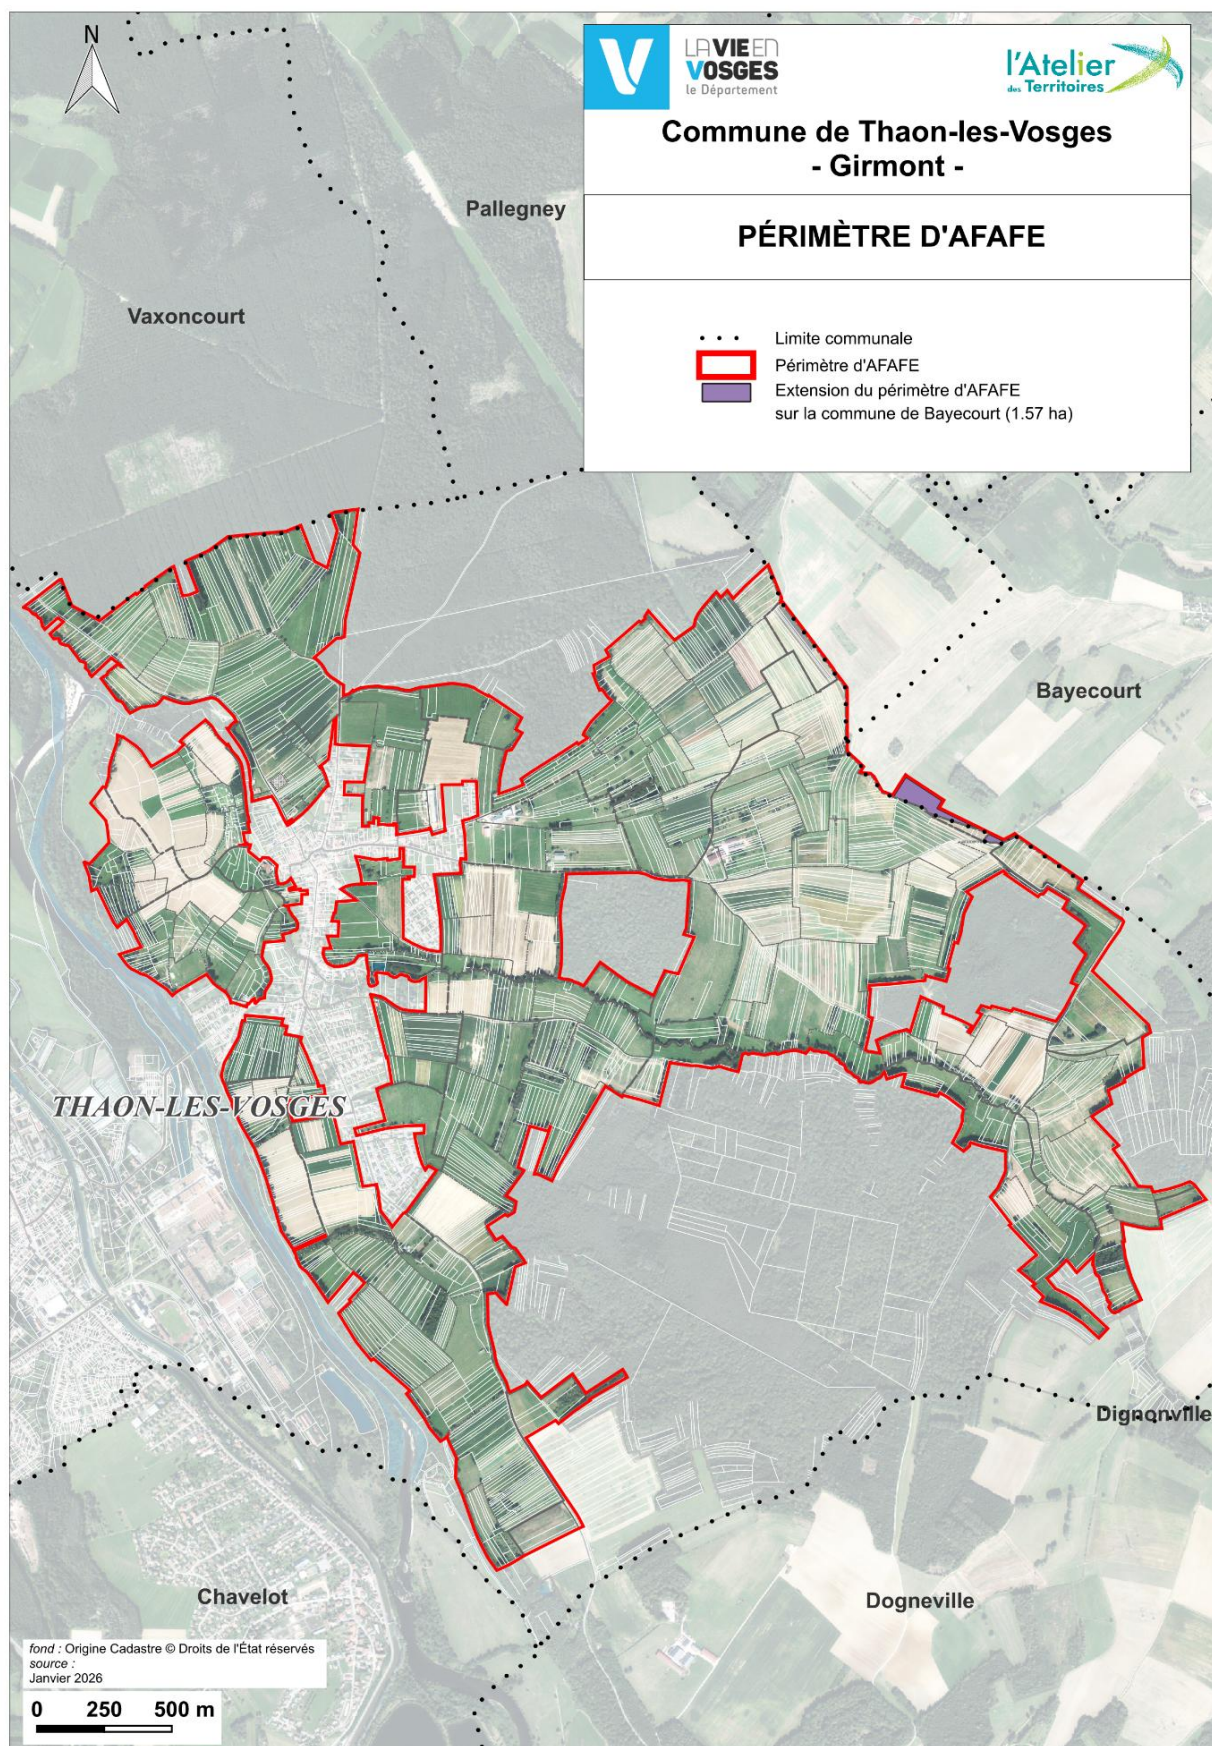 N
LA VIE EN
VOSGES
le Département
l'Atelier
des Territoires
Commune de Thaon-les-Vosges
- Girmont -
PÉRIMÈTRE D'AFAFE
Limite communale
Périmètre d'AFAFE
Extension du périmètre d'AFAFE
sur la commune de Bayecourt (1.57 ha)
Pallegney
Vaxoncourt
Bayecourt
THAON-LES-VOSGES
Dignonville
Chavelot
Dogneville
fond : Origine Cadastre © Droits de l'État réservés
source :
Janvier 2026
0 250 500 m